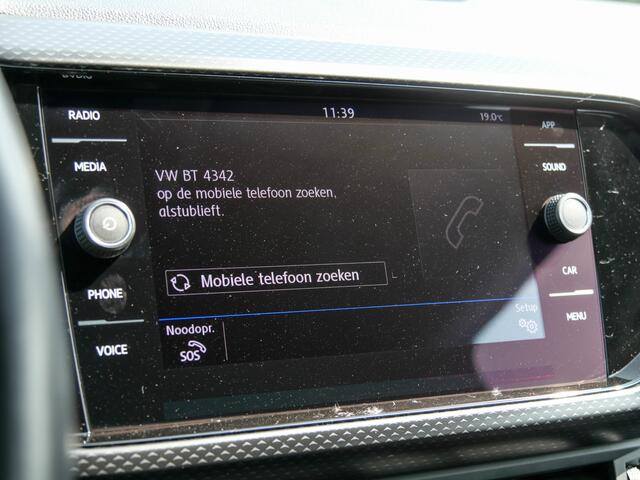 RADIO
11:39
19.0°C
APP
MEDIA
VW BT 4342
op de mobiele telefoon zoeken,
alstublieft.
SOUND
Mobiele telefoon zoeken
CAR
PHONE
Setup
MENU
Noodopr.
SOS
VOICE